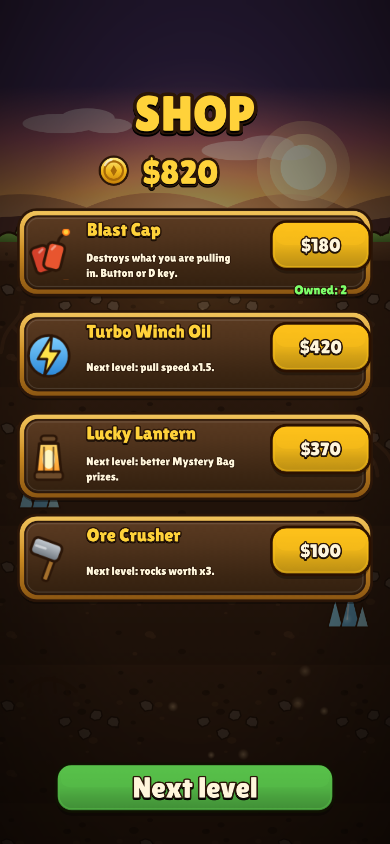 SHOP
$820
Blast Cap
Destroys what you are pulling
in. Button or D key.
$180
Owned: 2
Turbo Winch Oil
Next level: pull speed x1.5.
$420
Lucky Lantern
Next level: better Mystery Bag
prizes.
$370
Ore Crusher
Next level: rocks worth x3.
$100
Next level